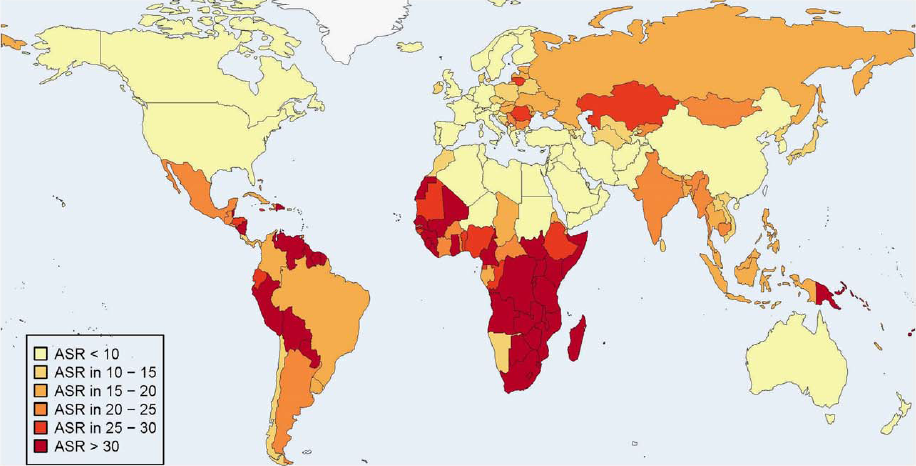 ASR < 10
ASR in 10 – 15
ASR in 15 – 20
ASR in 20 – 25
ASR in 25 – 30
ASR > 30